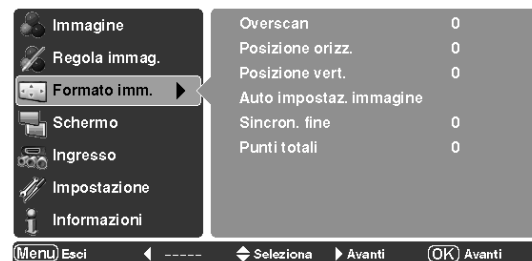 Immagine
Regola immag.
Formato imm.
Schermo
Ingresso
Impostazione
Informazioni
Overscan 0
Posizione orizz. 0
Posizione vert. 0
Auto impostaz. immagine
Sincron. fine 0
Punti totali 0
Menu Esci ----- Seleziona Avanti OK Avanti